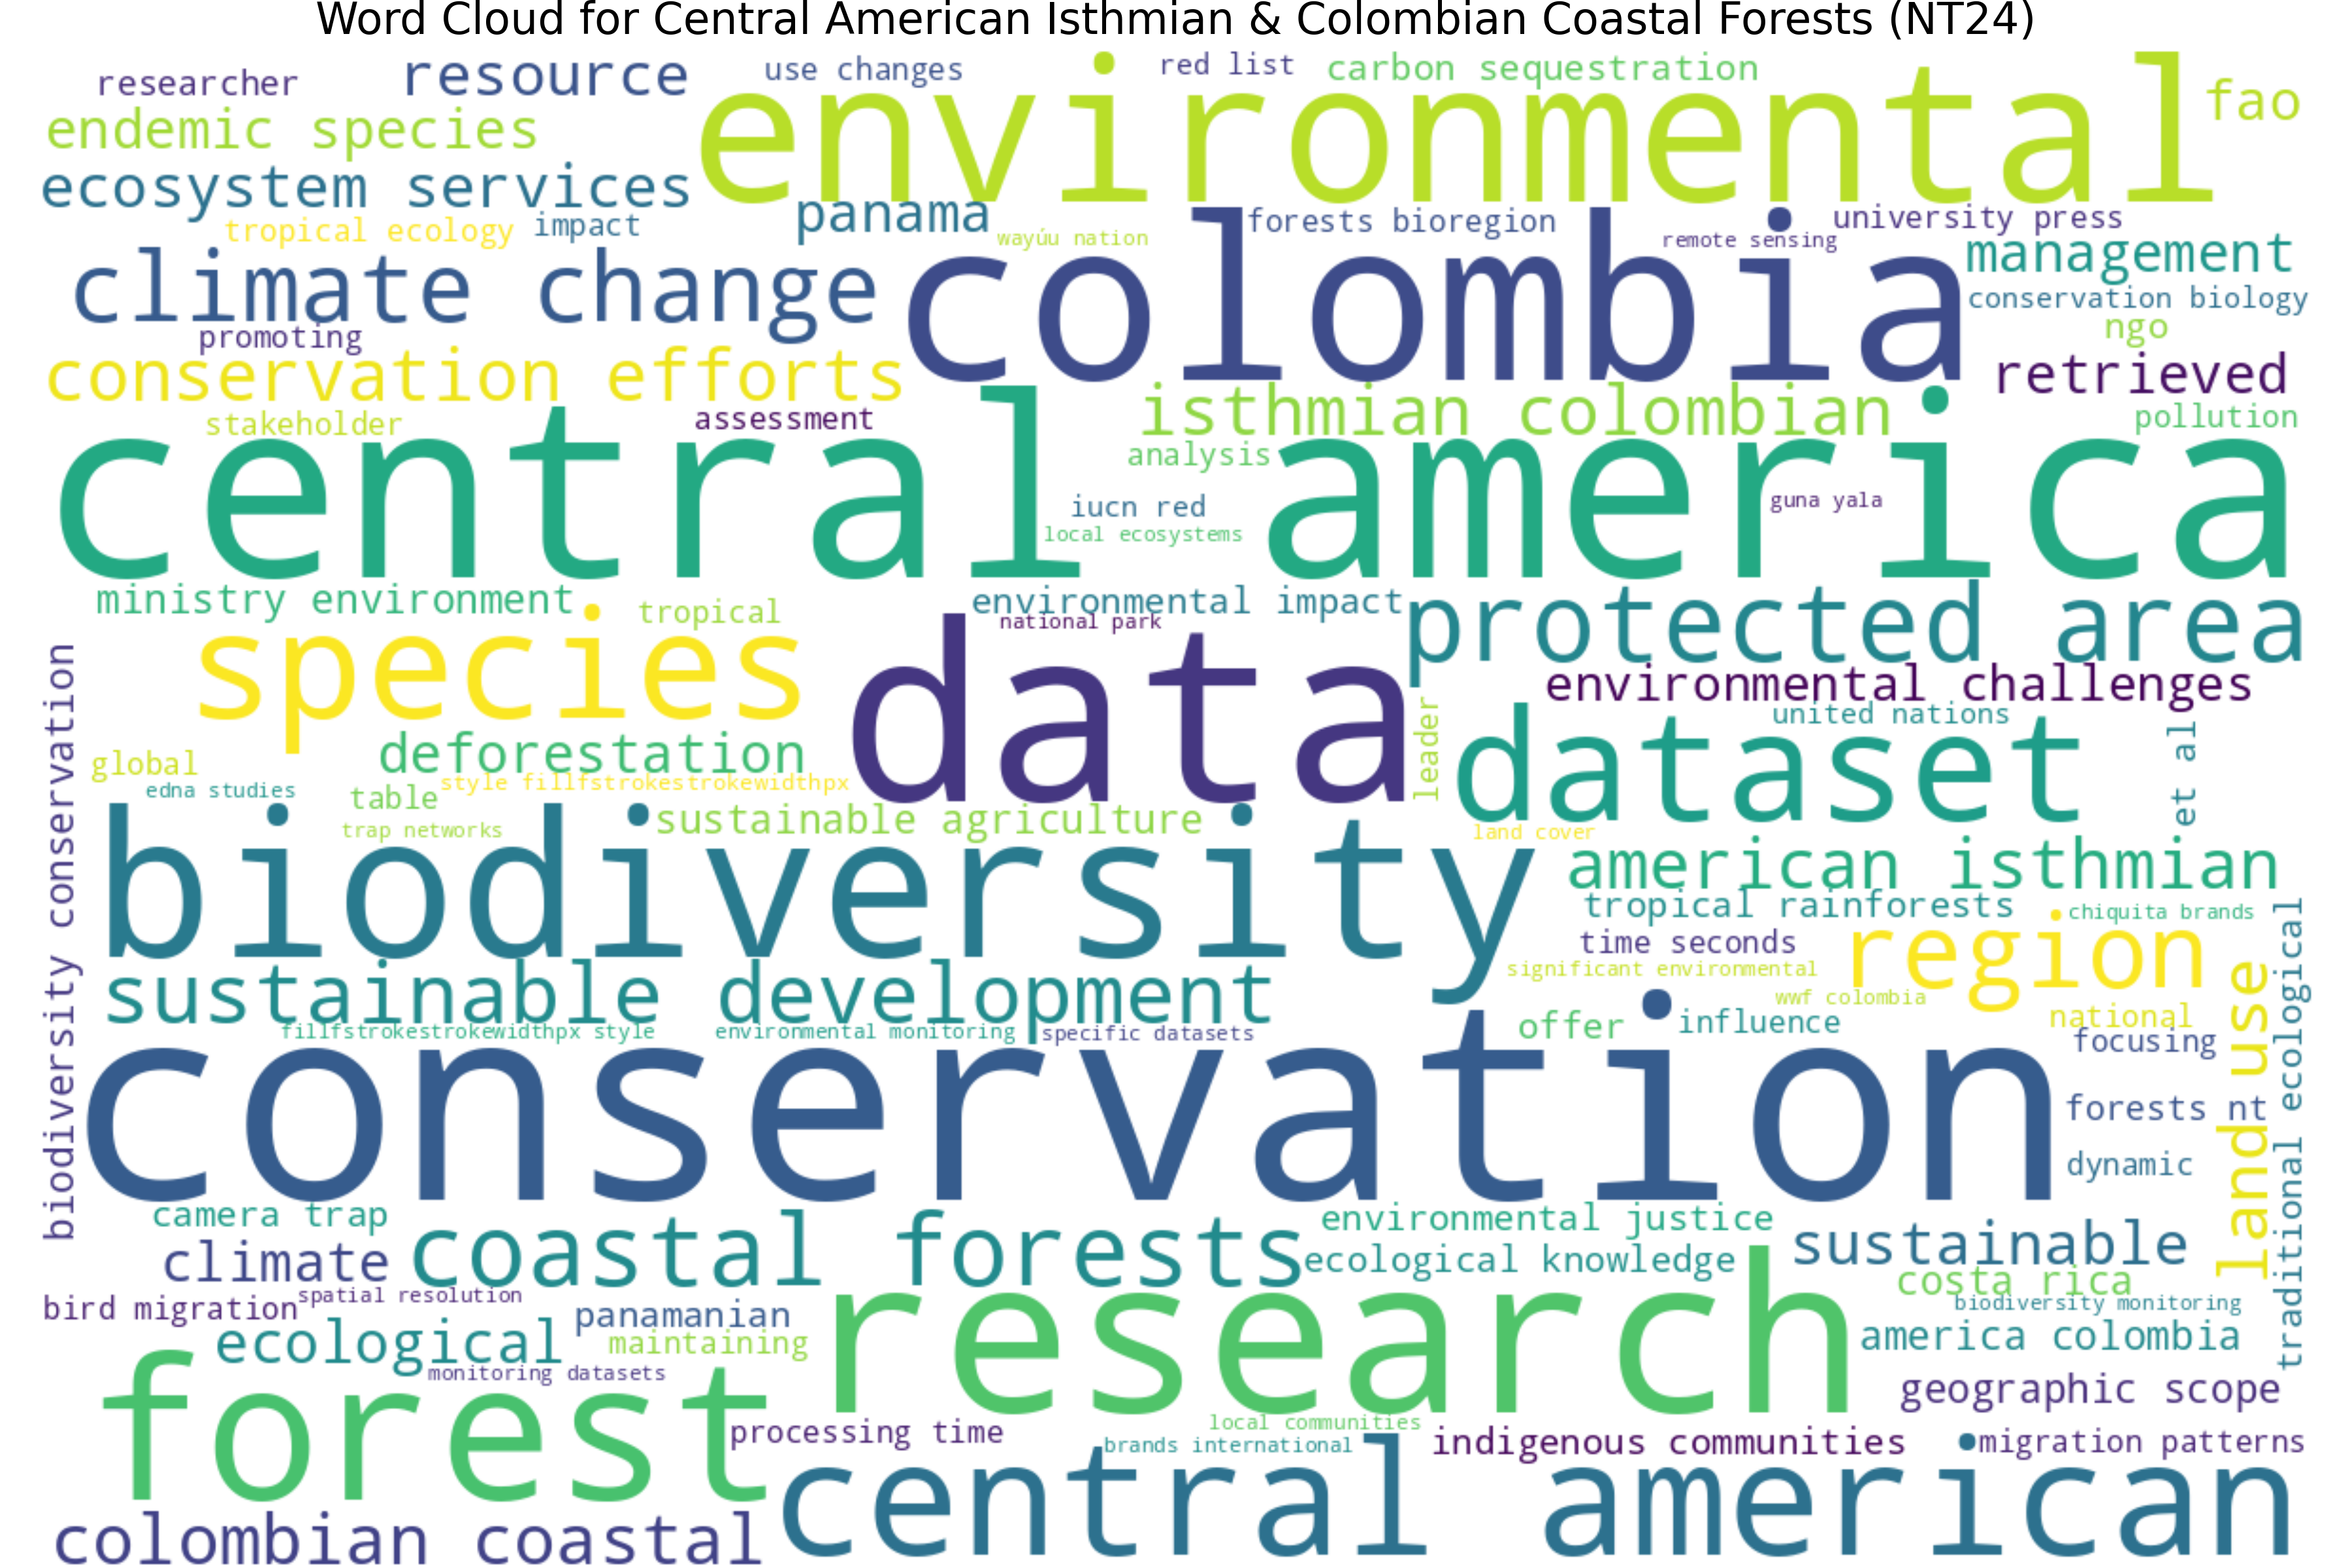 Word Cloud for Central American Isthmian & Colombian Coastal Forests (NT24)
researcher
resource
use changes
red list
carbon sequestration
environmental
fao
endemic species
ecosystem services
panama
tropical ecology
impact
wayúu nation
forests bioregion
remote sensing
university press
management
climate change
colombia
conservation biology
ngo
promoting
conservation efforts
retrieved
isthmian colombian
pollution
stakeholder
assessment
analysis
central america
iucn red
guna yala
local ecosystems
ministry environment
tropical
environmental impact
national park
protected area
species
data
environmental challenges
united nations
leader
dataset
et al
biodiversity conservation
deforestation
global
style fillfstrokestrokewidthpx
edna studies
table
trap networks
sustainable agriculture
land cover
biodiversity
american isthmian
tropical rainforests
chiquita brands
time seconds
region
significant environmental
wwf colombia
sustainable development
national
offer
influence
focusing
fillfstrokestrokewidthpx style
environmental monitoring
specific datasets
land use
traditional ecological
conservation
forests nt
dynamic
camera trap
coastal forests
environmental justice
sustainable
climate
ecological knowledge
costa rica
bird migration
spatial resolution
panamanian
research
biodiversity monitoring
ecological
maintaining
america colombia
monitoring datasets
forest
geographic scope
processing time
local communities
brands international
indigenous communities
migration patterns
central american
colombian coastal